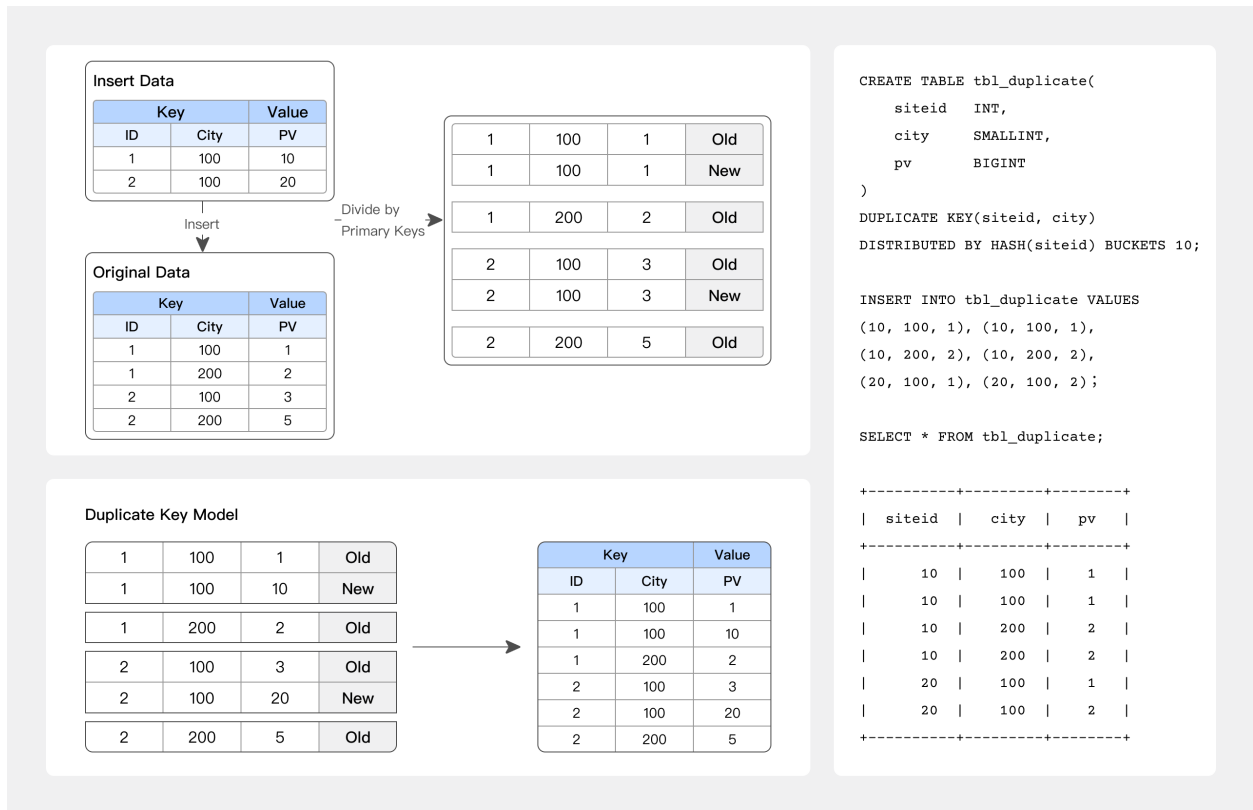 Insert Data
Key Value
ID City PV
1 100 10
2 100 20
Insert
Original Data
Key Value
ID City PV
1 100 1
1 200 2
2 100 3
2 200 5
Divide by
Primary Keys
1 100 1 Old
1 100 1 New
1 200 2 Old
2 100 3 Old
2 100 3 New
2 200 5 Old
Duplicate Key Model
1 100 1 Old
1 100 10 New
1 200 2 Old
2 100 3 Old
2 100 20 New
2 200 5 Old
Key Value
ID City PV
1 100 1
1 100 10
1 200 2
2 100 3
2 100 20
2 200 5
CREATE TABLE tbl_duplicate(
siteid INT,
city SMALLINT,
pv BIGINT
)
DUPLICATE KEY(siteid, city)
DISTRIBUTED BY HASH(siteid) BUCKETS 10;
INSERT INTO tbl_duplicate VALUES
(10, 100, 1), (10, 100, 1),
(10, 200, 2), (10, 200, 2),
(20, 100, 1), (20, 100, 2);
SELECT * FROM tbl_duplicate;
+----------+---------+--------+
| siteid | city | pv |
+----------+---------+--------+
| 10 | 100 | 1 |
| 10 | 100 | 1 |
| 10 | 200 | 2 |
| 10 | 200 | 2 |
| 20 | 100 | 1 |
| 20 | 100 | 2 |
+----------+---------+--------+